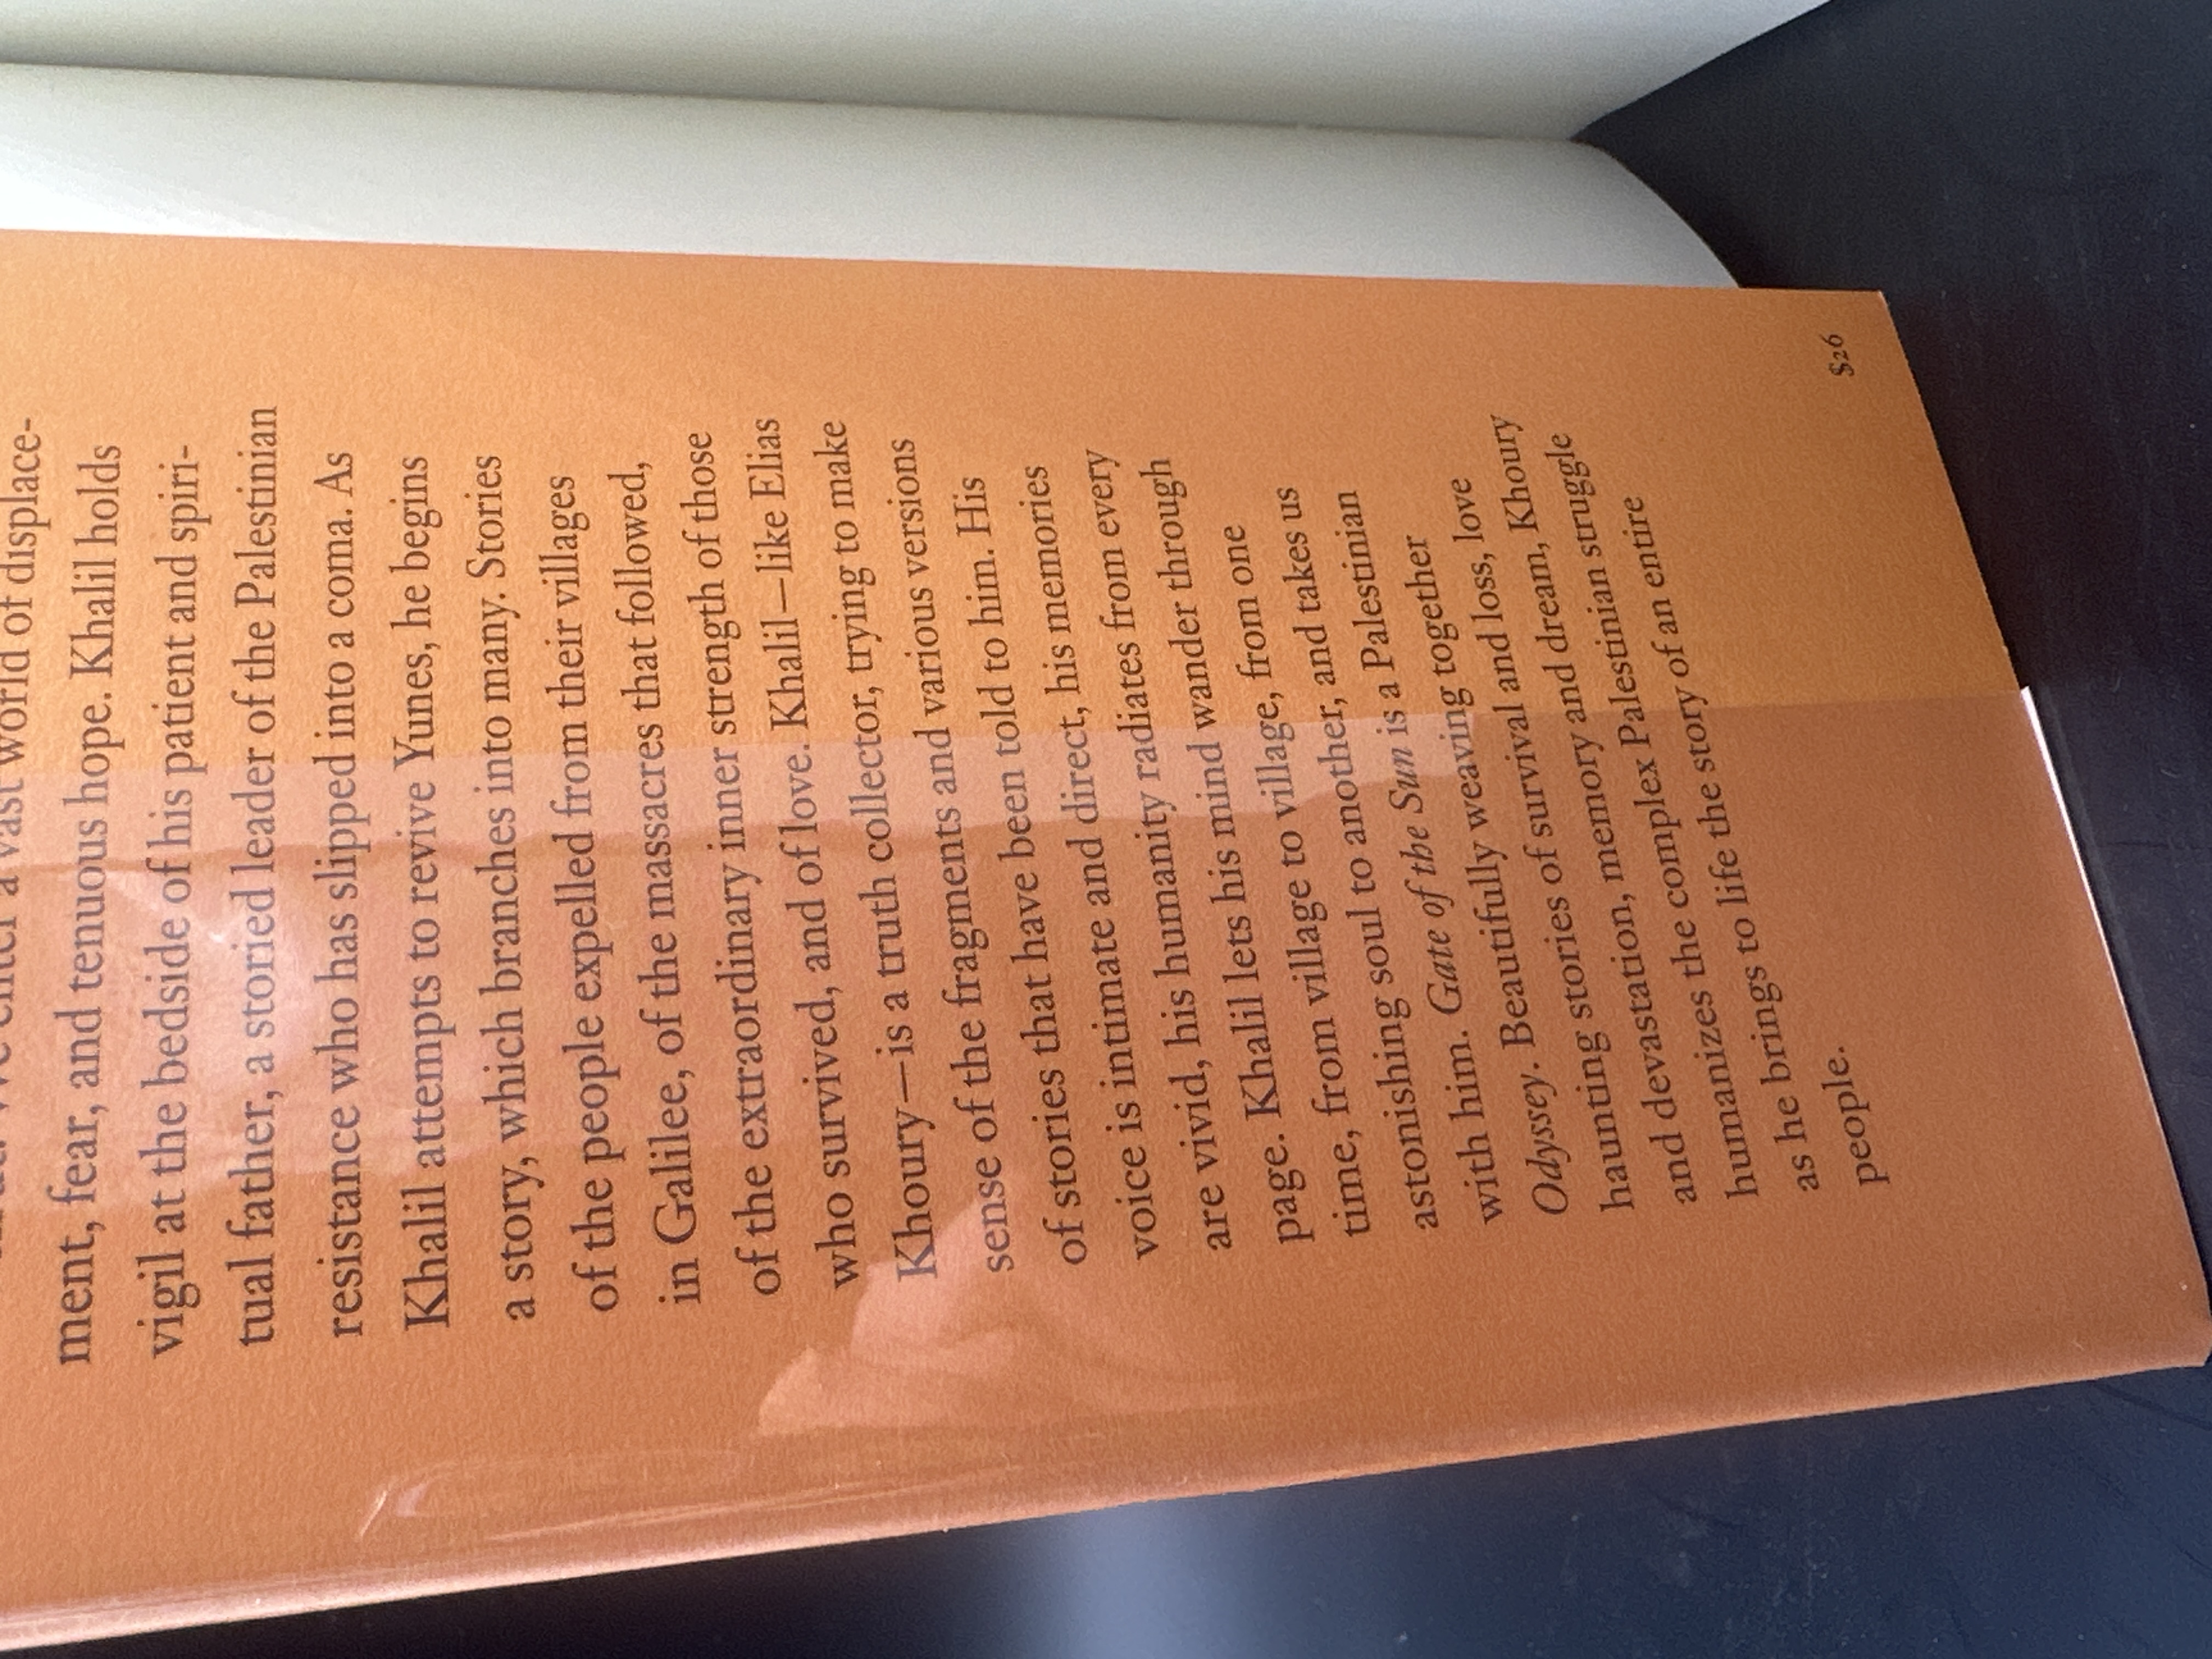 a vast world of displace-
ment, fear, and tenuous hope. Khalil holds
vigil at the bedside of his patient and spiri-
tual father, a storied leader of the Palestinian
resistance who has slipped into a coma. As
Khalil attempts to revive Yunes, he begins
a story, which branches into many. Stories
of the people expelled from their villages
in Galilee, of the massacres that followed,
of the extraordinary inner strength of those
who survived, and of love. Khalil—like Elias
Khoury—is a truth collector, trying to make
sense of the fragments and various versions
of stories that have been told to him. His
voice is intimate and direct, his memories
are vivid, his humanity radiates from every
page. Khalil lets his mind wander through
time, from village to village, from one
astonishing soul to another, and takes us
with him. Gate of the Sun is a Palestinian
Odyssey. Beautifully weaving together
haunting stories of survival and loss, love
and devastation, memory and dream, Khoury
humanizes the complex Palestinian struggle
as he brings to life the story of an entire
people.
$26